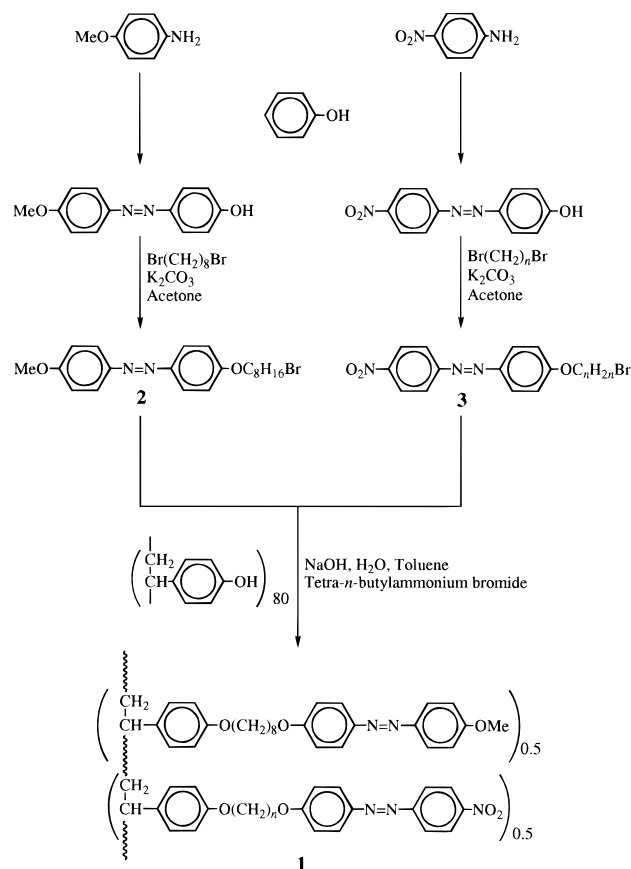 MeO NH₂ O₂N NH₂
OH
MeO N=N OH O₂N N=N OH
Br(CH₂)₈Br
K₂CO₃
Acetone
Br(CH₂)ₙBr
K₂CO₃
Acetone
MeO N=N OC₈H₁₆Br O₂N N=N OCₙH₂ₙBr
2 3
CH₂
CH OH
80
NaOH, H₂O, Toluene
Tetra-n-butylammonium bromide
CH₂
CH O(CH₂)₈O N=N OMe
0.5
CH₂
CH O(CH₂)ₙO N=N NO₂
0.5
1